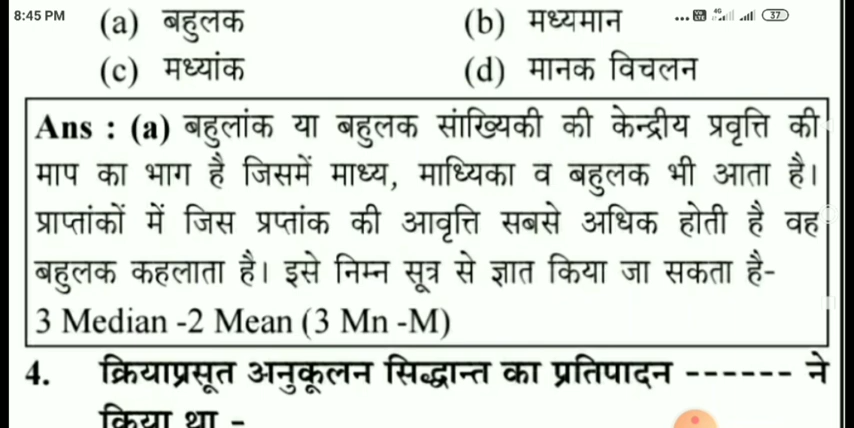 8:45 PM
4G
37
(a) बहुलक (b) मध्यमान
(c) मध्यांक (d) मानक विचलन
Ans : (a) बहुलांक या बहुलक सांख्यिकी की केन्द्रीय प्रवृत्ति की
माप का भाग है जिसमें माध्य, माध्यिका व बहुलक भी आता है।
प्राप्तांकों में जिस प्रप्तांक की आवृत्ति सबसे अधिक होती है वह
बहुलक कहलाता है। इसे निम्न सूत्र से ज्ञात किया जा सकता है-
3 Median -2 Mean (3 Mn -M)
4. क्रियाप्रसूत अनुकूलन सिद्धान्त का प्रतिपादन ------ ने
किया था -